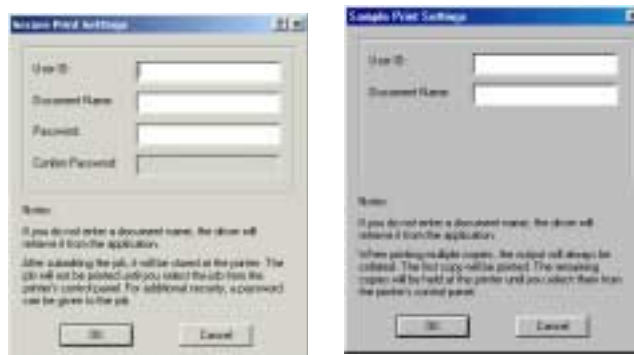 Secure Print Settings
User ID:
Document Name:
Password:
Confirm Password:
Notes:
If you do not enter a document name, the driver will
retrieve it from the application.
After submitting the job, it will be stored at the printer. The
job will not be printed until you select the job from the
printer's control panel. For additional security, a password
can be given to the job.
OK
Cancel
Sample Print Settings
User ID:
Document Name:
Notes:
If you do not enter a document name, the driver will
retrieve it from the application.
When printing multiple copies, the output will always be
collated. The first copy will be printed. The remaining
copies will be held at the printer until you select them from
the printer's control panel.
OK
Cancel